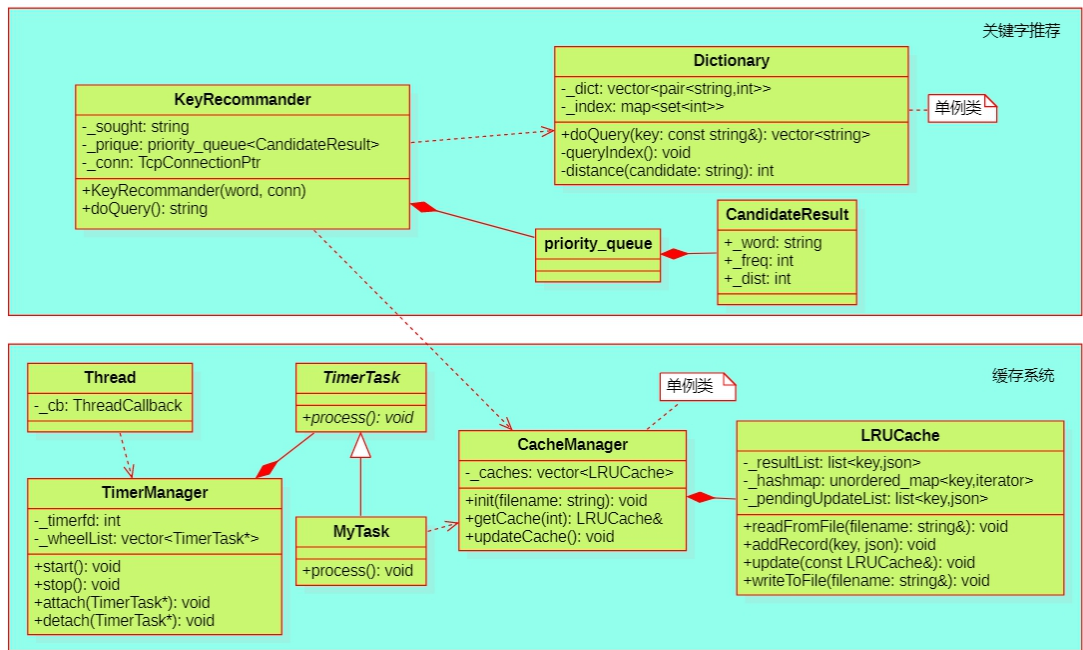 关键字推荐
KeyRecommander
-_sought: string
-_prique: priority_queue<CandidateResult>
-_conn: TcpConnectionPtr
+KeyRecommander(word, conn)
+doQuery(): string
Dictionary
-_dict: vector<pair<string,int>>
-_index: map<set<int>>
+doQuery(key: const string&): vector<string>
-queryIndex(): void
-distance(candidate: string): int
单例类
priority_queue
CandidateResult
+_word: string
+_freq: int
+_dist: int
缓存系统
Thread
-_cb: ThreadCallback
TimerTask
+process(): void
单例类
TimerManager
-_timerfd: int
-_wheelList: vector<TimerTask*>
+start(): void
+stop(): void
+attach(TimerTask*): void
+detach(TimerTask*): void
MyTask
+process(): void
CacheManager
-_caches: vector<LRUCache>
+init(filename: string): void
+getCache(int): LRUCache&
+updateCache(): void
LRUCache
-_resultList: list<key,json>
-_hashmap: unordered_map<key,iterator>
-_pendingUpdateList: list<key,json>
+readFromFile(filename: string&): void
+addRecord(key, json): void
+update(const LRUCache&): void
+writeToFile(filename: string&): void